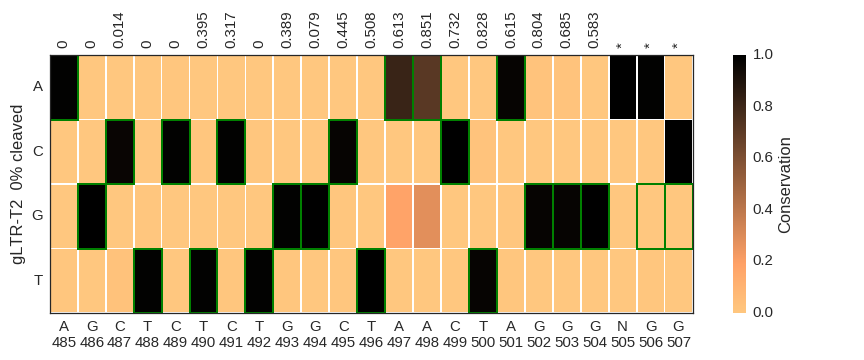 0 0 0.014 0 0 0.395 0.317 0 0.389 0.079 0.445 0.508 0.613 0.851 0.732 0.828 0.615 0.804 0.685 0.583 * * *
gLTR-T2 0% cleaved
A
C
G
T
A G C T C T C T G G C T A A C T A G G G N G G
485 486 487 488 489 490 491 492 493 494 495 496 497 498 499 500 501 502 503 504 505 506 507
1.0
0.8
0.6
0.4
0.2
0.0
Conservation